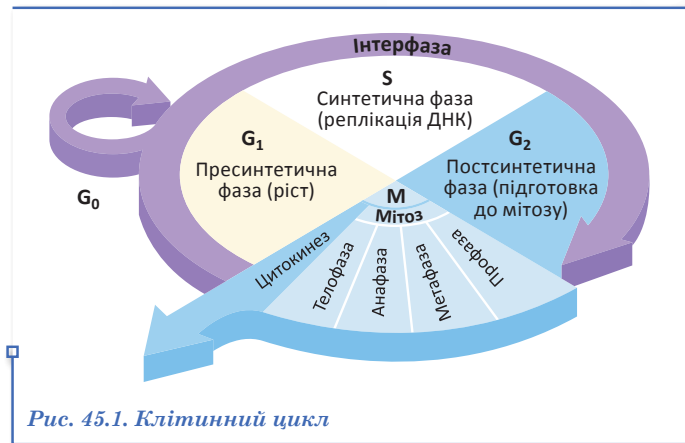 Інтерфаза
S
Синтетична фаза
(реплікація ДНК)
G₁
Пресинтетична
фаза (ріст)
G₂
Постсинтетична
фаза (підготовка
до мітозу)
G₀
M
Мітоз
Цитокинез
Телофаза
Анафаза
Метафаза
Профаза
Рис. 45.1. Клітинний цикл